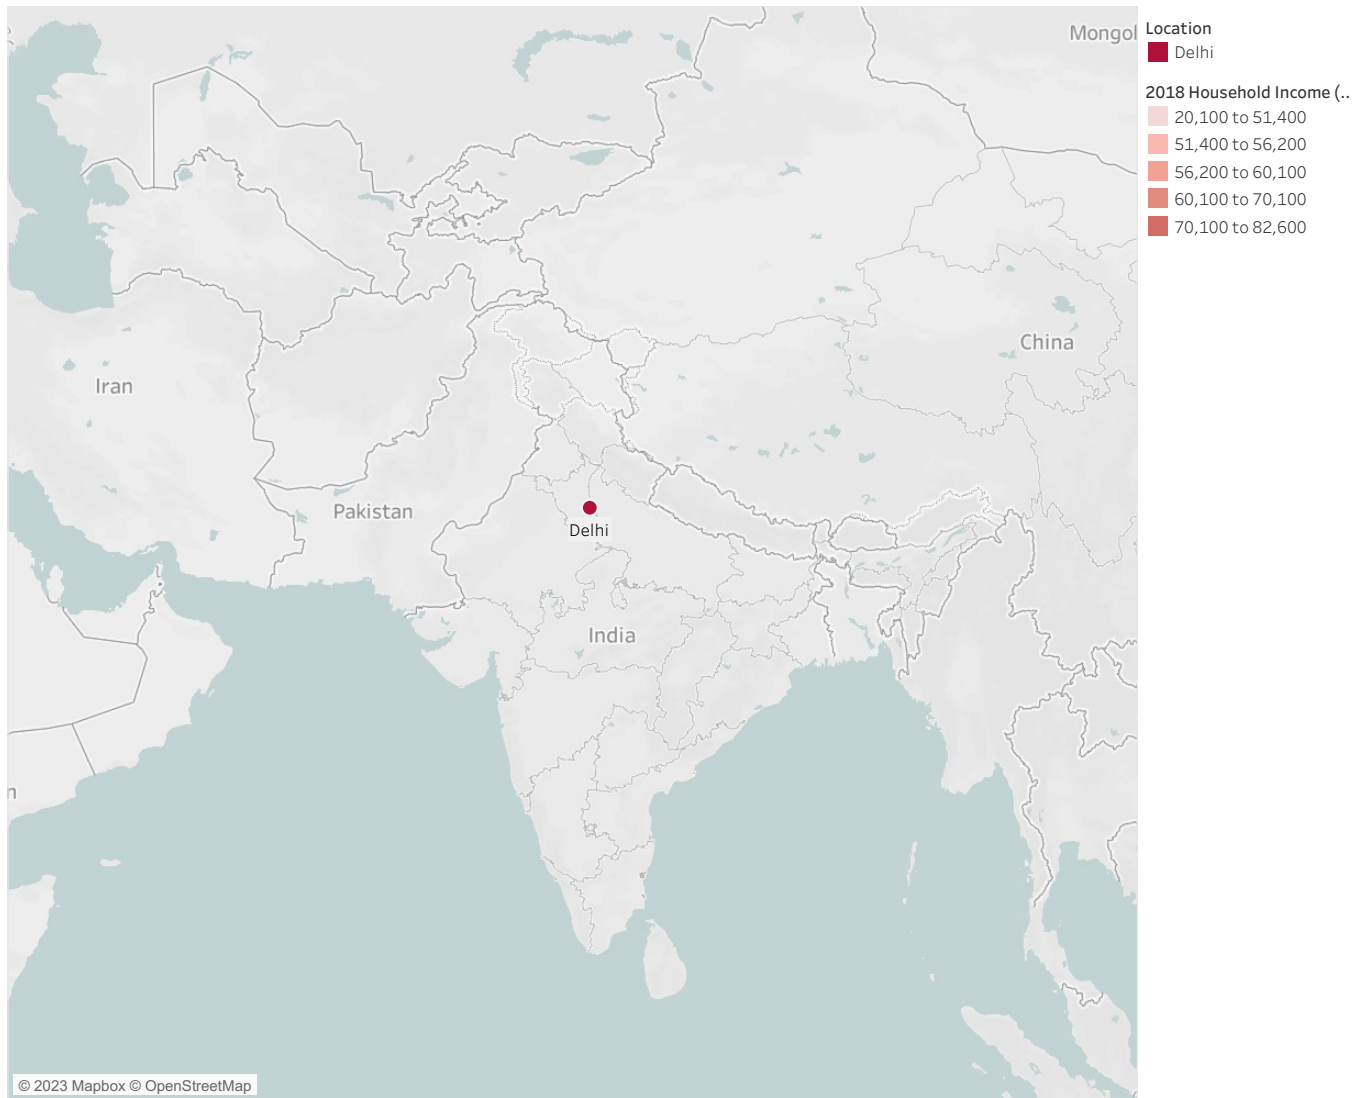 Mongol
China
Iran
Pakistan
Delhi
India
n
© 2023 Mapbox © OpenStreetMap
Location
Delhi
2018 Household Income (..
20,100 to 51,400
51,400 to 56,200
56,200 to 60,100
60,100 to 70,100
70,100 to 82,600